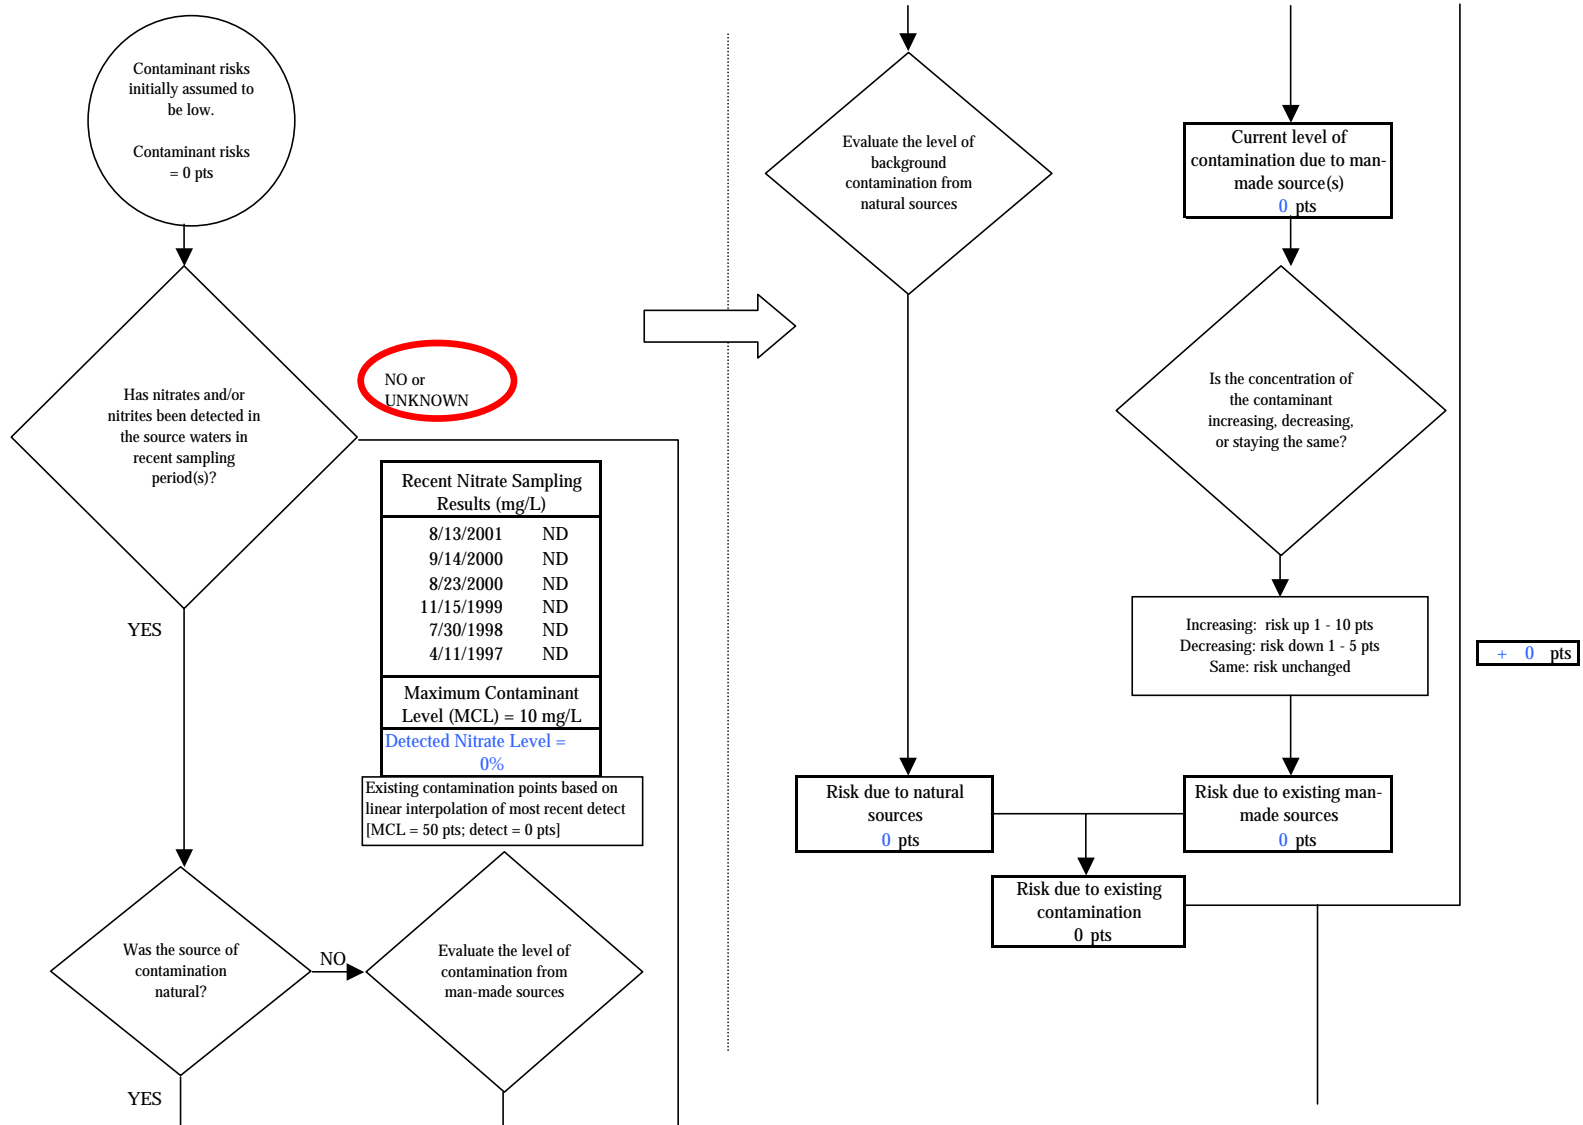 Contaminant risks
initially assumed to
be low.
Contaminant risks
= 0 pts
Has nitrates and/or
nitrites been detected in
the source waters in
recent sampling
period(s)?
NO or
UNKNOWN
YES
Recent Nitrate Sampling
Results (mg/L)
8/13/2001 ND
9/14/2000 ND
8/23/2000 ND
11/15/1999 ND
7/30/1998 ND
4/11/1997 ND
Maximum Contaminant
Level (MCL) = 10 mg/L
Detected Nitrate Level =
0%
Existing contamination points based on
linear interpolation of most recent detect
[MCL = 50 pts; detect = 0 pts]
Was the source of
contamination
natural?
NO
YES
Evaluate the level of
contamination from
man-made sources
Evaluate the level of
background
contamination from
natural sources
Current level of
contamination due to man-
made source(s)
0 pts
Is the concentration of
the contaminant
increasing, decreasing,
or staying the same?
Increasing: risk up 1 - 10 pts
Decreasing: risk down 1 - 5 pts
Same: risk unchanged
+ 0 pts
Risk due to natural
sources
0 pts
Risk due to existing man-
made sources
0 pts
Risk due to existing
contamination
0 pts